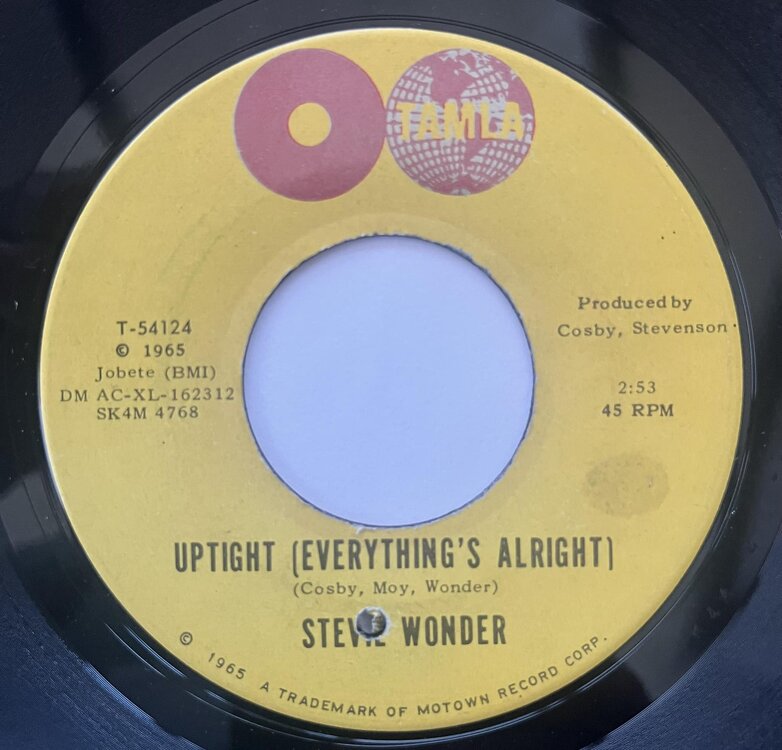 TAMLA
T-54124
© 1965
Jobete (BMI)
DM AC-XL-162312
SK4M 4768
Produced by
Cosby, Stevenson
2:53
45 RPM
UPTIGHT (EVERYTHING'S ALRIGHT)
(Cosby, Moy, Wonder)
STEVIE WONDER
© 1965 A TRADEMARK OF MOTOWN RECORD CORP.